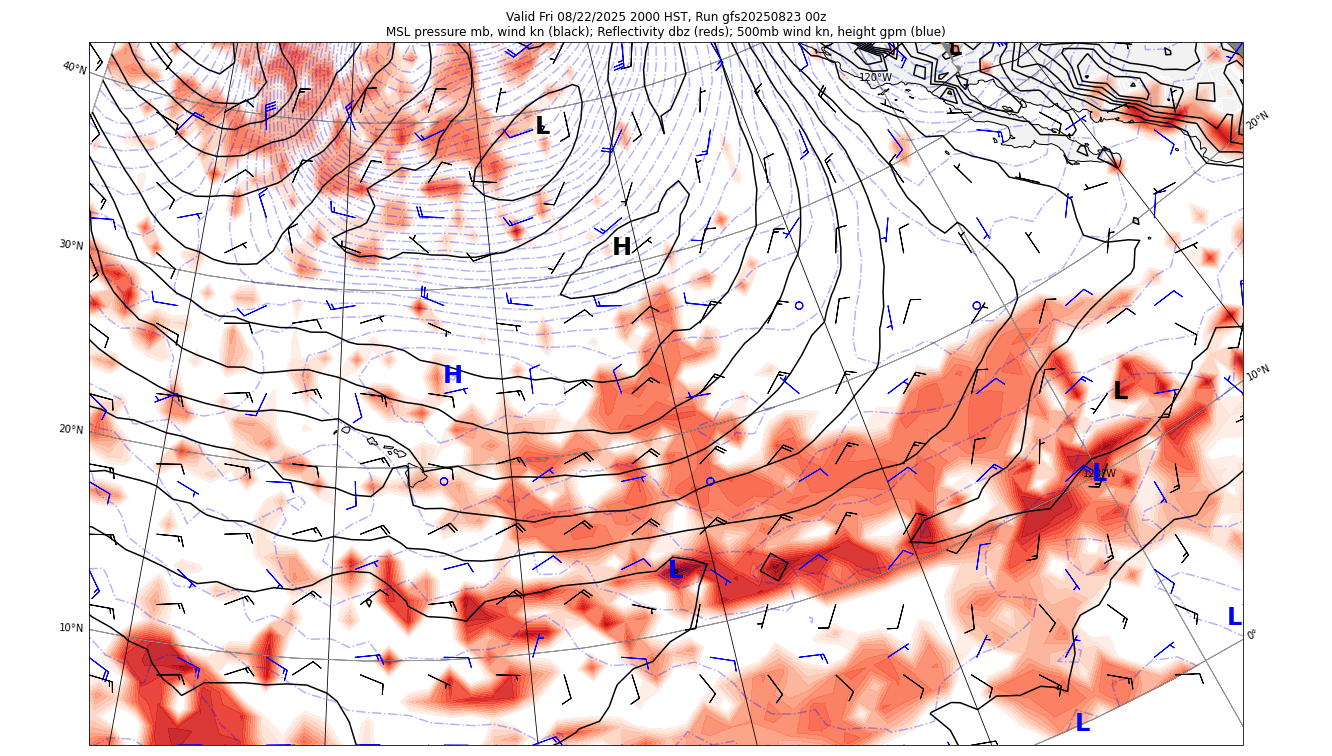 Valid Fri 08/22/2025 2000 HST, Run gfs20250823 00z
MSL pressure mb, wind kn (black); Reflectivity dbz (reds); 500mb wind kn, height gpm (blue)
L
40°N
120°W
20°N
L
30°N
H
H
10°N
L
20°N
L
L
10°N
L
0°
L